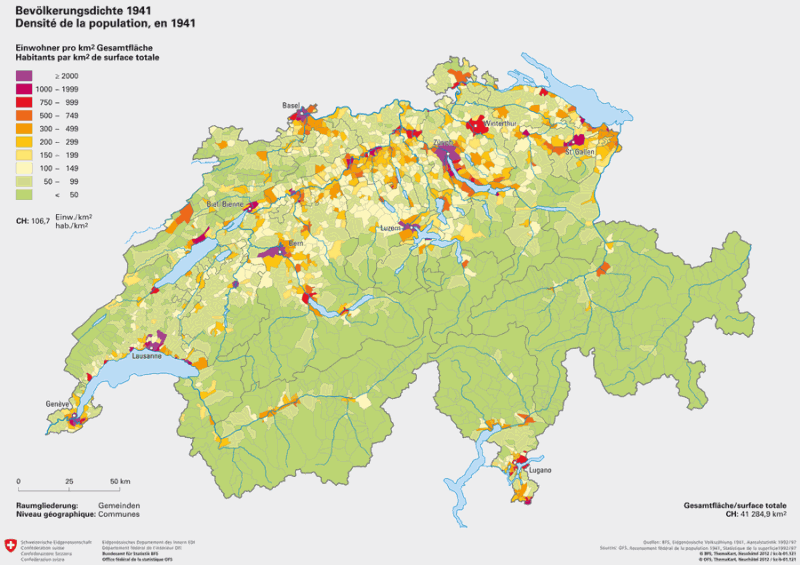 Bevölkerungsdichte 1941
Densité de la population, en 1941
Einwohner pro km² Gesamtfläche
Habitants par km² de surface totale
≥ 2000
1000 – 1999
750 – 999
500 – 749
300 – 499
200 – 299
150 – 199
100 – 149
50 – 99
< 50
CH: 106,7 Einw./km²
hab./km²
Basel
Winterthur
Zürich
St.Gallen
Biel/Bienne
Luzern
Bern
Lausanne
Genève
Lugano
0 25 50 km
Raumgliederung: Gemeinden
Niveau géographique: Communes
Gesamtfläche/surface totale
CH: 41 284,9 km²
Schweizerische Eidgenossenschaft
Confédération suisse
Confederazione Svizzera
Confederaziun svizra
Eidgenössisches Departement des Innern EDI
Département fédéral de l'intérieur DFI
Bundesamt für Statistik BFS
Office fédéral de la statistique OFS
Quellen: BFS, Eidgenössische Volkszählung 1941, Arealstatistik 1992/97
Sources: OFS, Recensement fédéral de la population 1941, Statistique de la superficie 1992/97
© BFS, ThemaKart, Neuchâtel 2012
© OFS, ThemaKart, Neuchâtel 2012